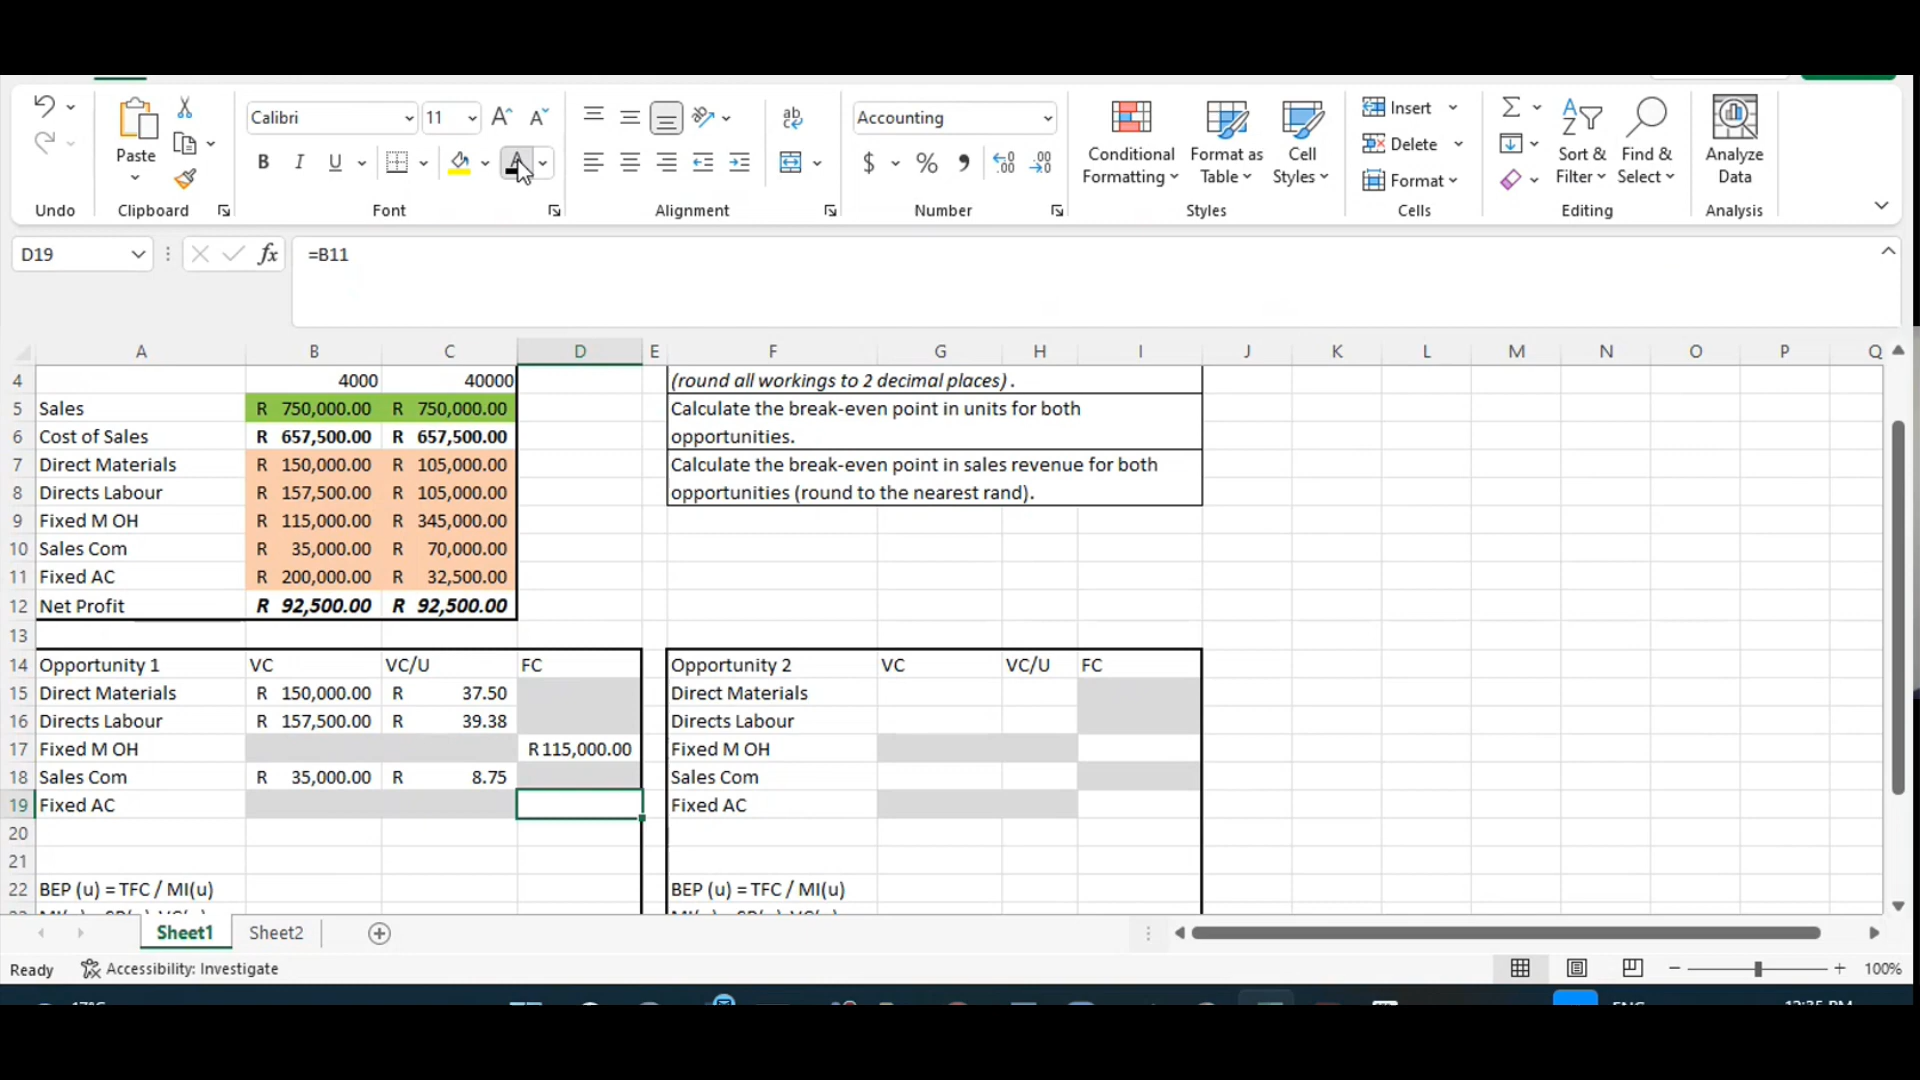 Calibri 11 Accounting
Insert
Delete
Format
Paste
Conditional Formatting
Format as Table
Cell Styles
Sort & Filter
Find & Select
Analyze Data
B I U $ % ,
Undo Clipboard Font Alignment Number Styles Cells Editing Analysis
D19 fx =B11
A B C D E F G H I J K L M N O P Q
4 4000 40000 (round all workings to 2 decimal places) .
5 Sales R 750,000.00 R 750,000.00 Calculate the break-even point in units for both
6 Cost of Sales R 657,500.00 R 657,500.00 opportunities.
7 Direct Materials R 150,000.00 R 105,000.00 Calculate the break-even point in sales revenue for both
8 Directs Labour R 157,500.00 R 105,000.00 opportunities (round to the nearest rand).
9 Fixed M OH R 115,000.00 R 345,000.00
10 Sales Com R 35,000.00 R 70,000.00
11 Fixed AC R 200,000.00 R 32,500.00
12 Net Profit R 92,500.00 R 92,500.00
13
14 Opportunity 1 VC VC/U FC Opportunity 2 VC VC/U FC
15 Direct Materials R 150,000.00 R 37.50 Direct Materials
16 Directs Labour R 157,500.00 R 39.38 Directs Labour
17 Fixed M OH R 115,000.00 Fixed M OH
18 Sales Com R 35,000.00 R 8.75 Sales Com
19 Fixed AC Fixed AC
20
21
22 BEP (u) = TFC / MI(u) BEP (u) = TFC / MI(u)
Sheet1 Sheet2
Ready Accessibility: Investigate 100%